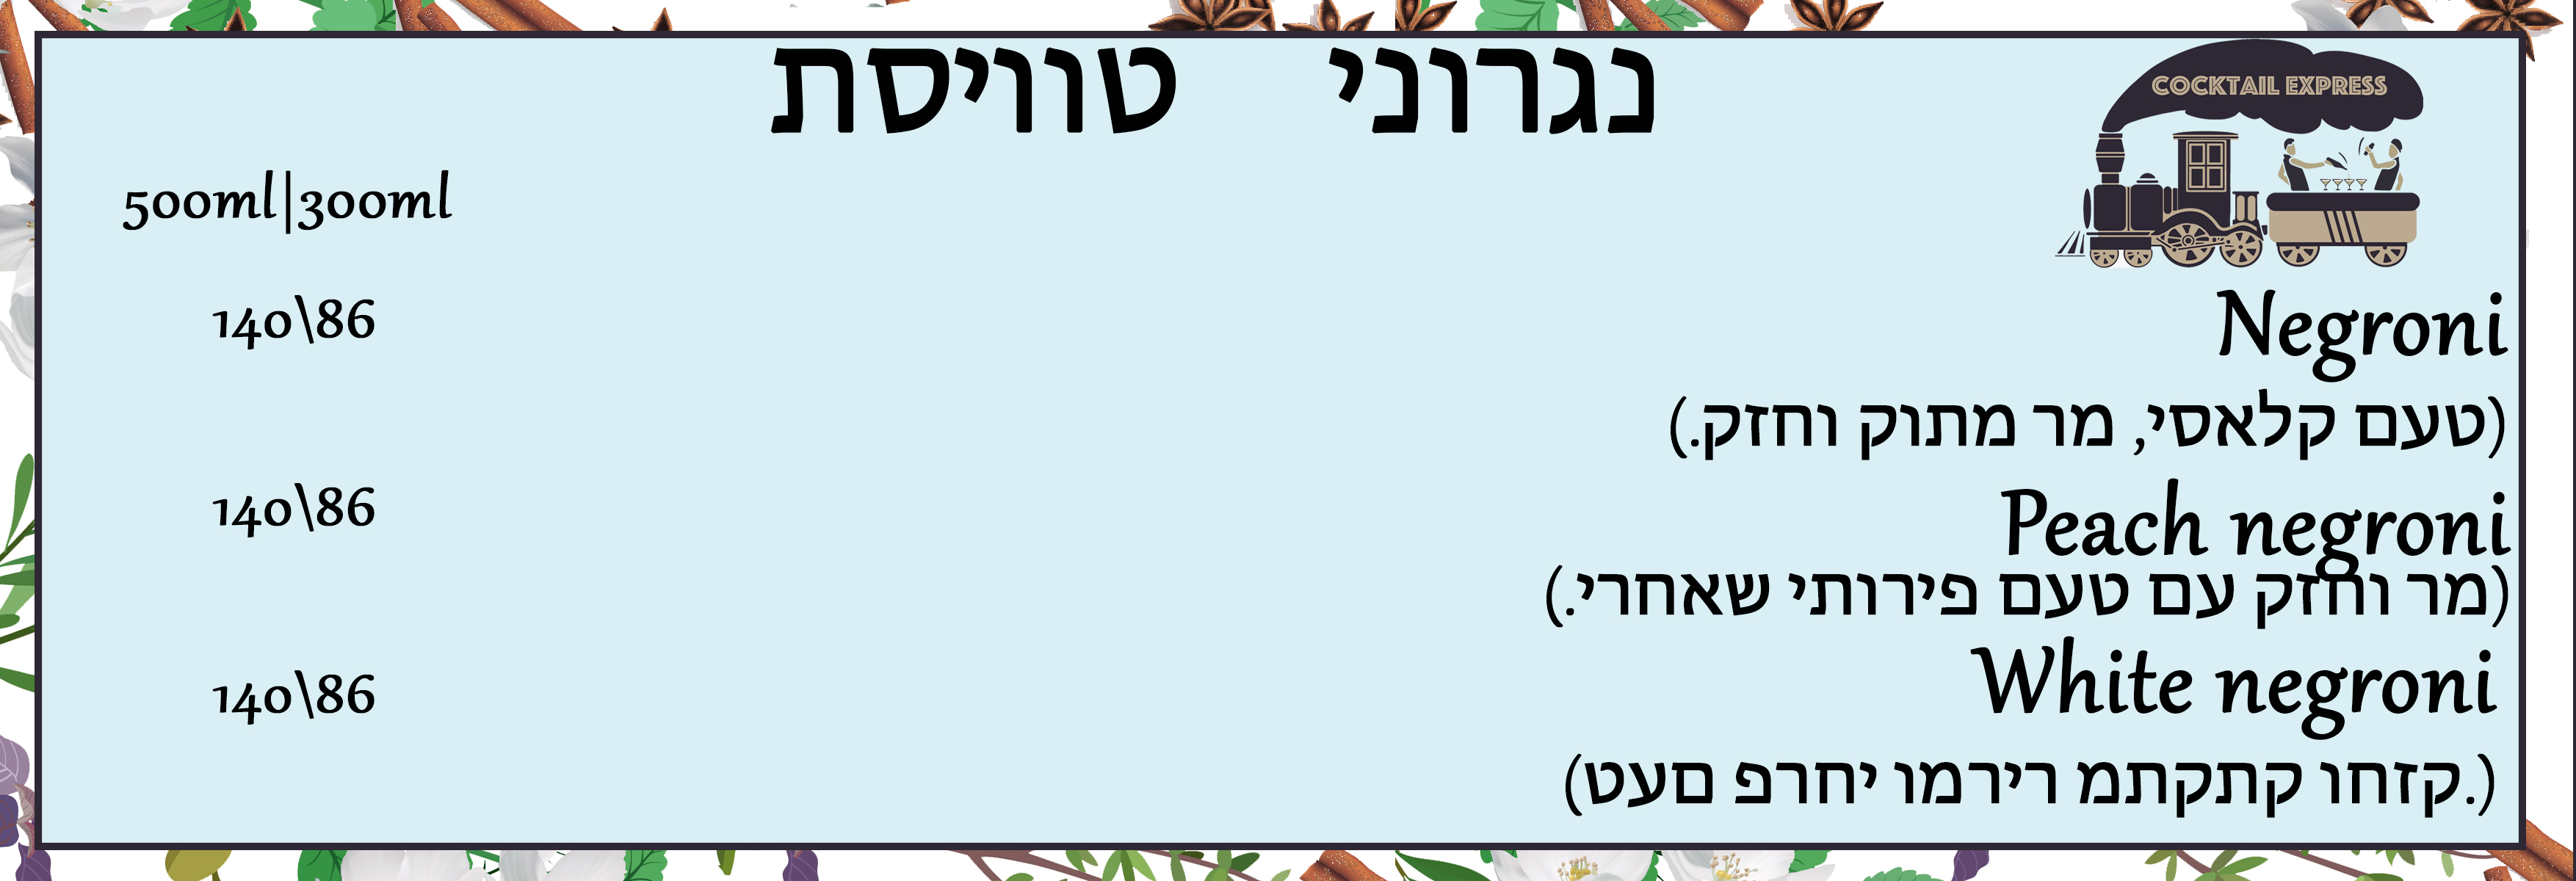 COCKTAIL EXPRESS
נגרוני טוויסת
500ml|300ml
Negroni
140\86
(טעם קלאסי, מר מתוק וחזק.)
Peach negroni
140\86
(מר וחזק עם טעם פירותי שאחרי.)
White negroni
140\86
(.קזחו קתקתמ רירמו יחרפ םעט)